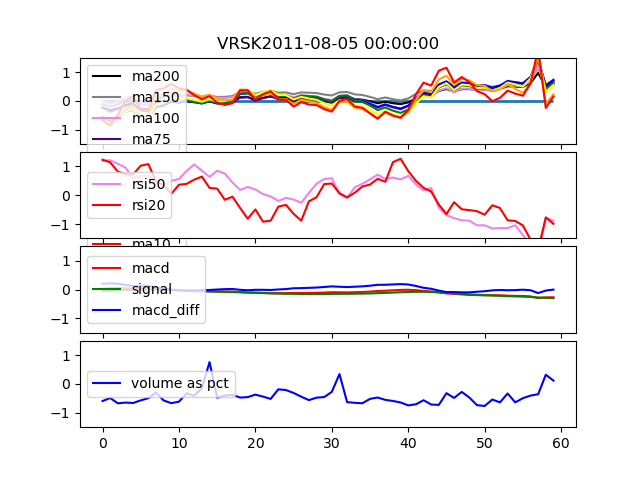 VRSK2011-08-05 00:00:00
1
0
−1
ma200
ma150
ma100
ma75
1
0
−1
rsi50
rsi20
ma10
1
0
−1
macd
signal
macd_diff
1
0
−1
volume as pct
0 10 20 30 40 50 60